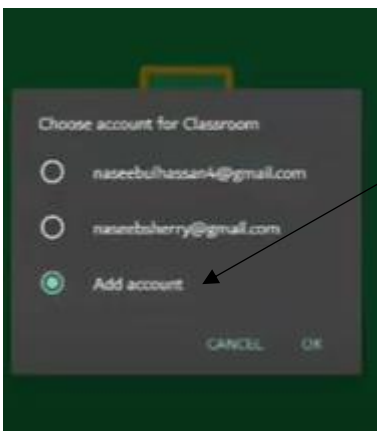 Choose account for Classroom
naseebulhassan4@gmail.com
naseebsherry@gmail.com
Add account
CANCEL OK